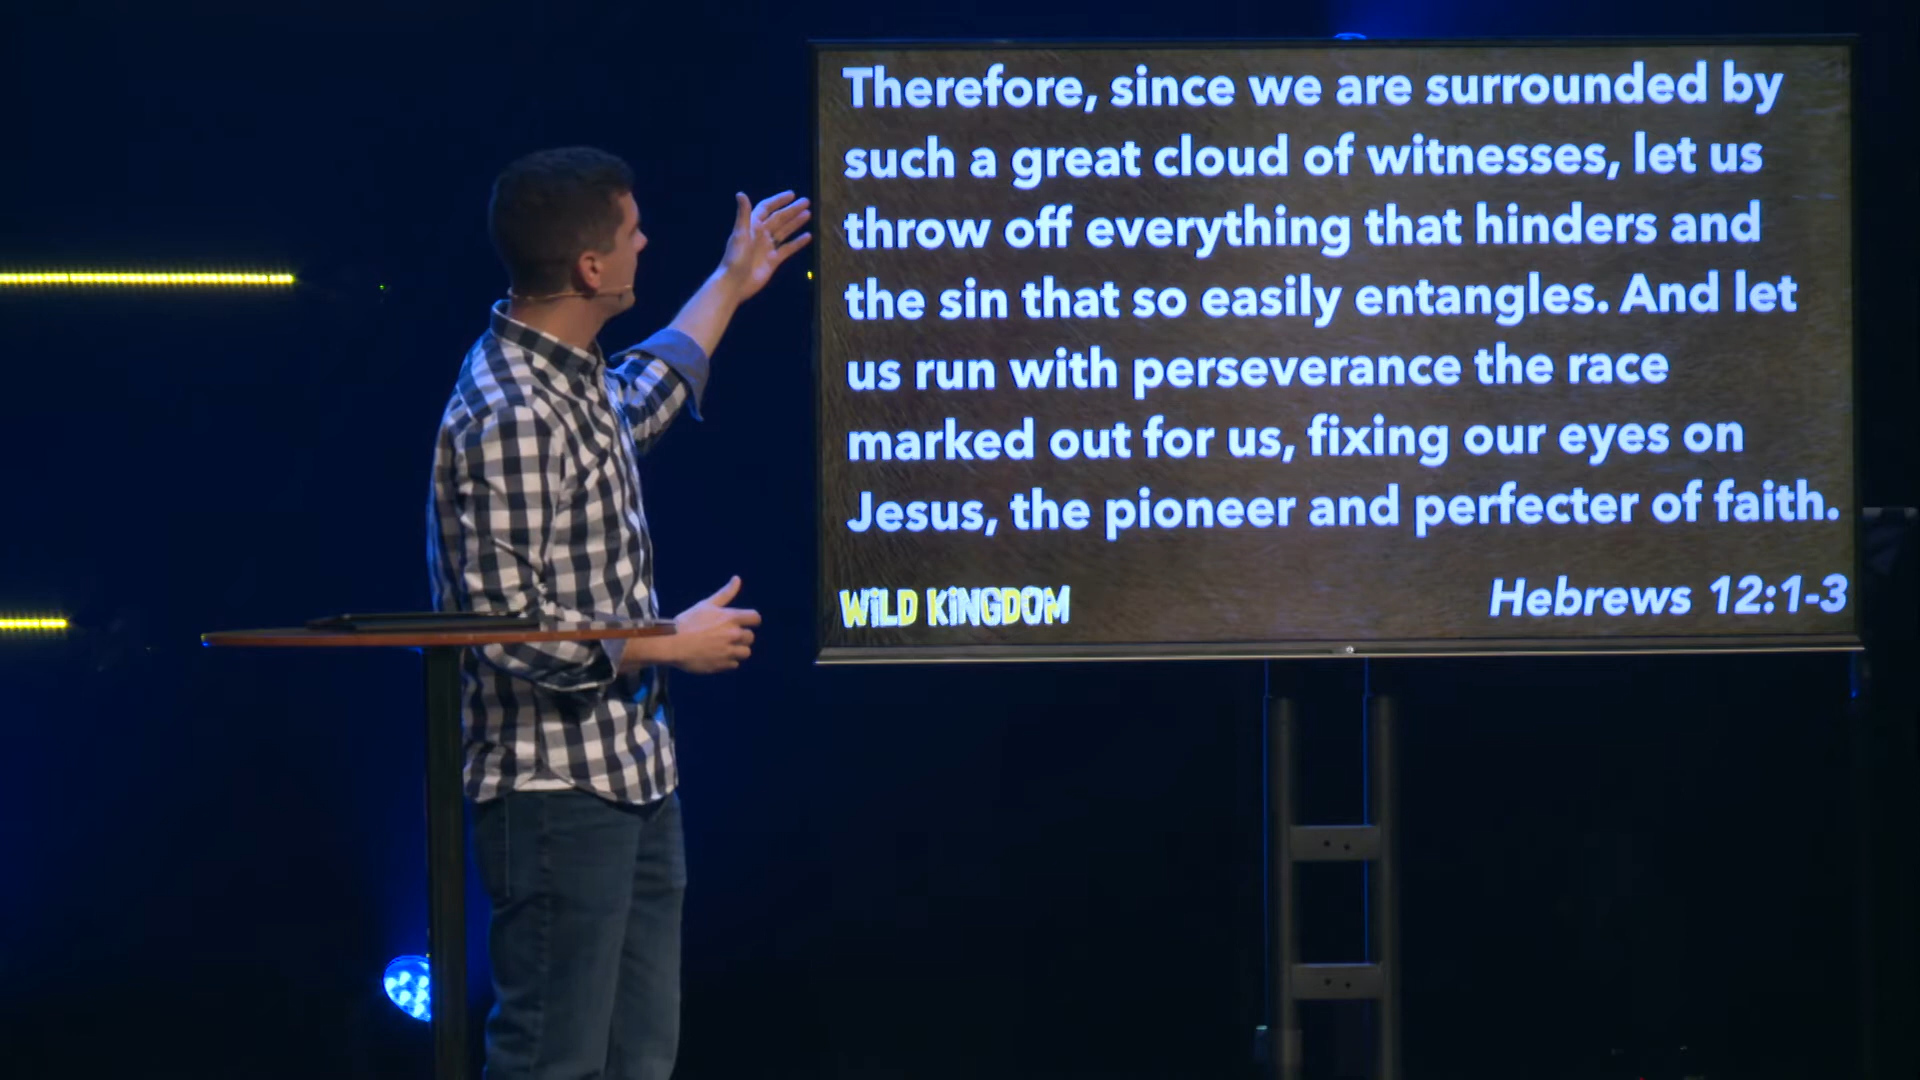 Therefore, since we are surrounded by
such a great cloud of witnesses, let us
throw off everything that hinders and
the sin that so easily entangles. And let
us run with perseverance the race
marked out for us, fixing our eyes on
Jesus, the pioneer and perfecter of faith.
WiLD KiNGDOM
Hebrews 12:1-3